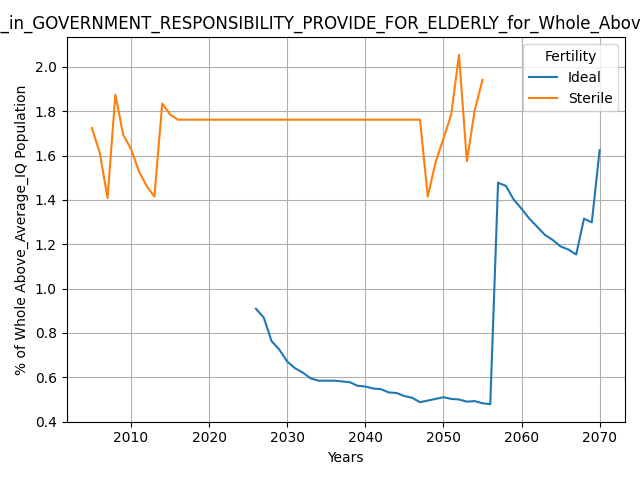 _in_GOVERNMENT_RESPONSIBILITY_PROVIDE_FOR_ELDERLY_for_Whole_Abov
Fertility
Ideal
Sterile
% of Whole Above_Average_IQ Population
2.0
1.8
1.6
1.4
1.2
1.0
0.8
0.6
0.4
2010 2020 2030 2040 2050 2060 2070
Years